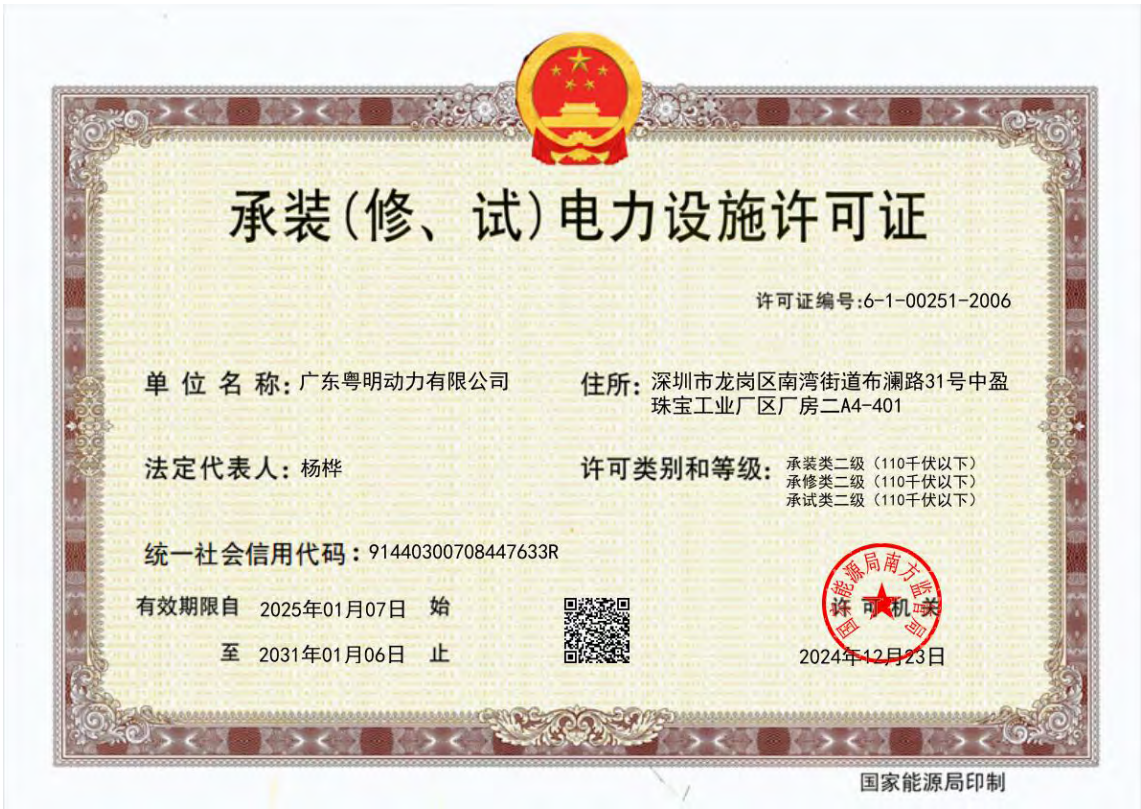 承装(修、试)电力设施许可证
许可证编号:6-1-00251-2006
单位名称: 广东粤明动力有限公司
住所: 深圳市龙岗区南湾街道布澜路31号中盈
珠宝工业厂区厂房二A4-401
法定代表人: 杨桦
许可类别和等级: 承装类二级（110千伏以下）
承修类二级（110千伏以下）
承试类二级（110千伏以下）
统一社会信用代码: 91440300708447633R
有效期限自 2025年01月07日 始
至 2031年01月06日 止
国家能源局南方监管局
许可机关
2024年12月23日
国家能源局印制